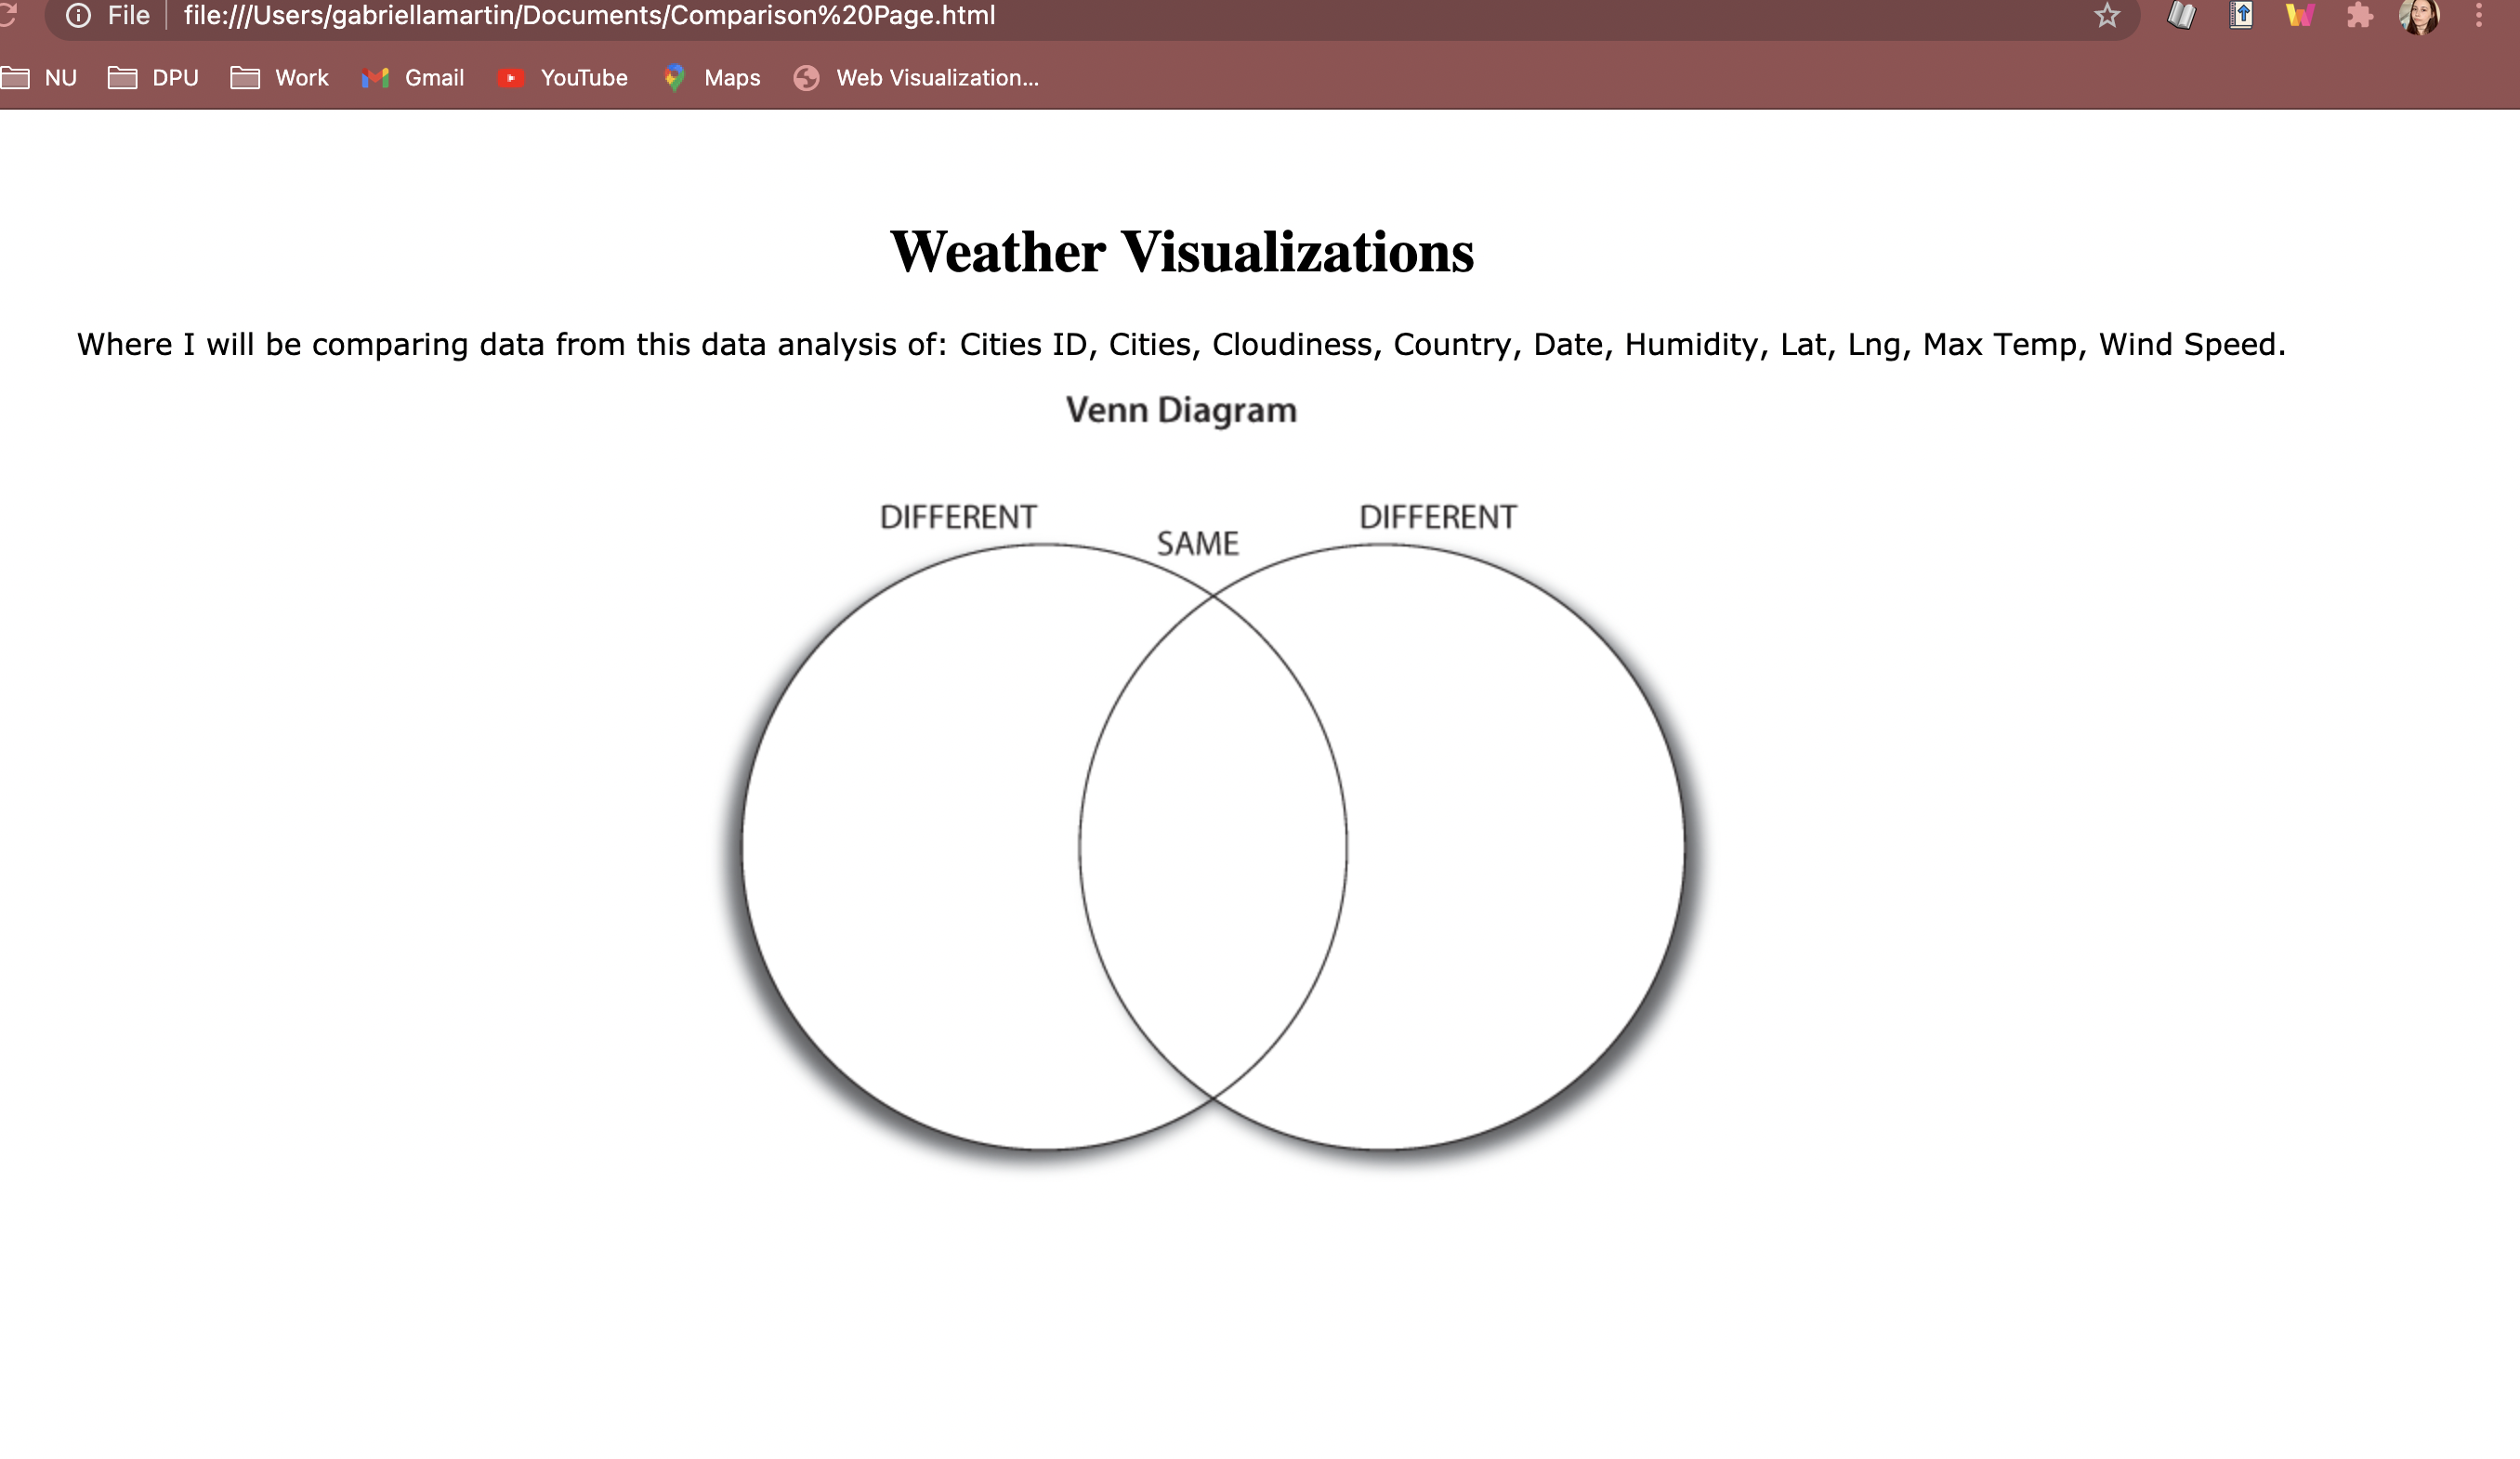 File file:///Users/gabriellamartin/Documents/Comparison%20Page.html
NU DPU Work Gmail YouTube Maps Web Visualization...
Weather Visualizations
Where I will be comparing data from this data analysis of: Cities ID, Cities, Cloudiness, Country, Date, Humidity, Lat, Lng, Max Temp, Wind Speed.
Venn Diagram
DIFFERENT SAME DIFFERENT